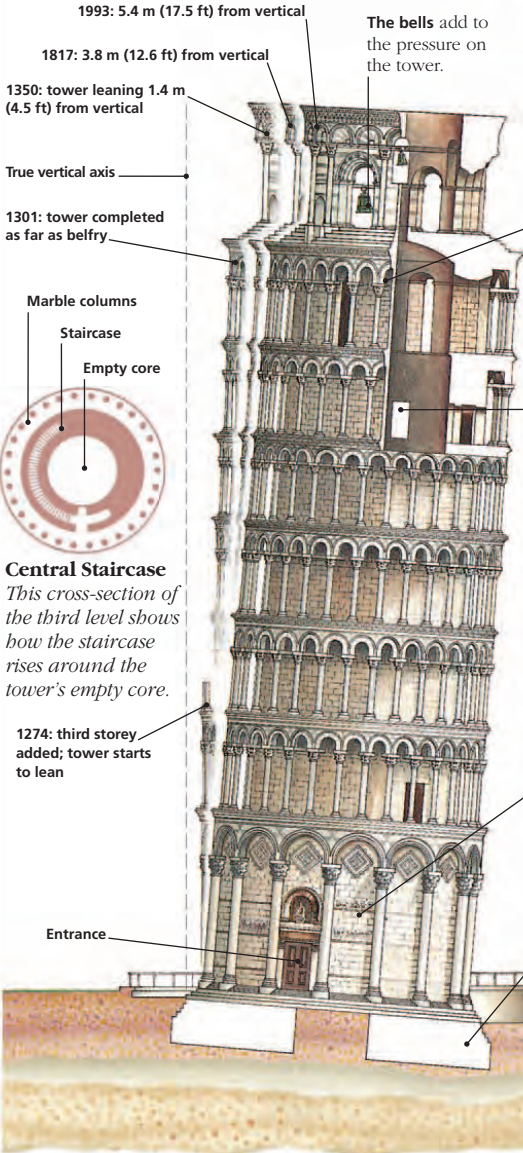 1993: 5.4 m (17.5 ft) from vertical
The bells add to
the pressure on
the tower.
1817: 3.8 m (12.6 ft) from vertical
1350: tower leaning 1.4 m
(4.5 ft) from vertical
True vertical axis
1301: tower completed
as far as belfry
Marble columns
Staircase
Empty core
Central Staircase
This cross-section of
the third level shows
how the staircase
rises around the
tower's empty core.
1274: third storey
added; tower starts
to lean
Entrance